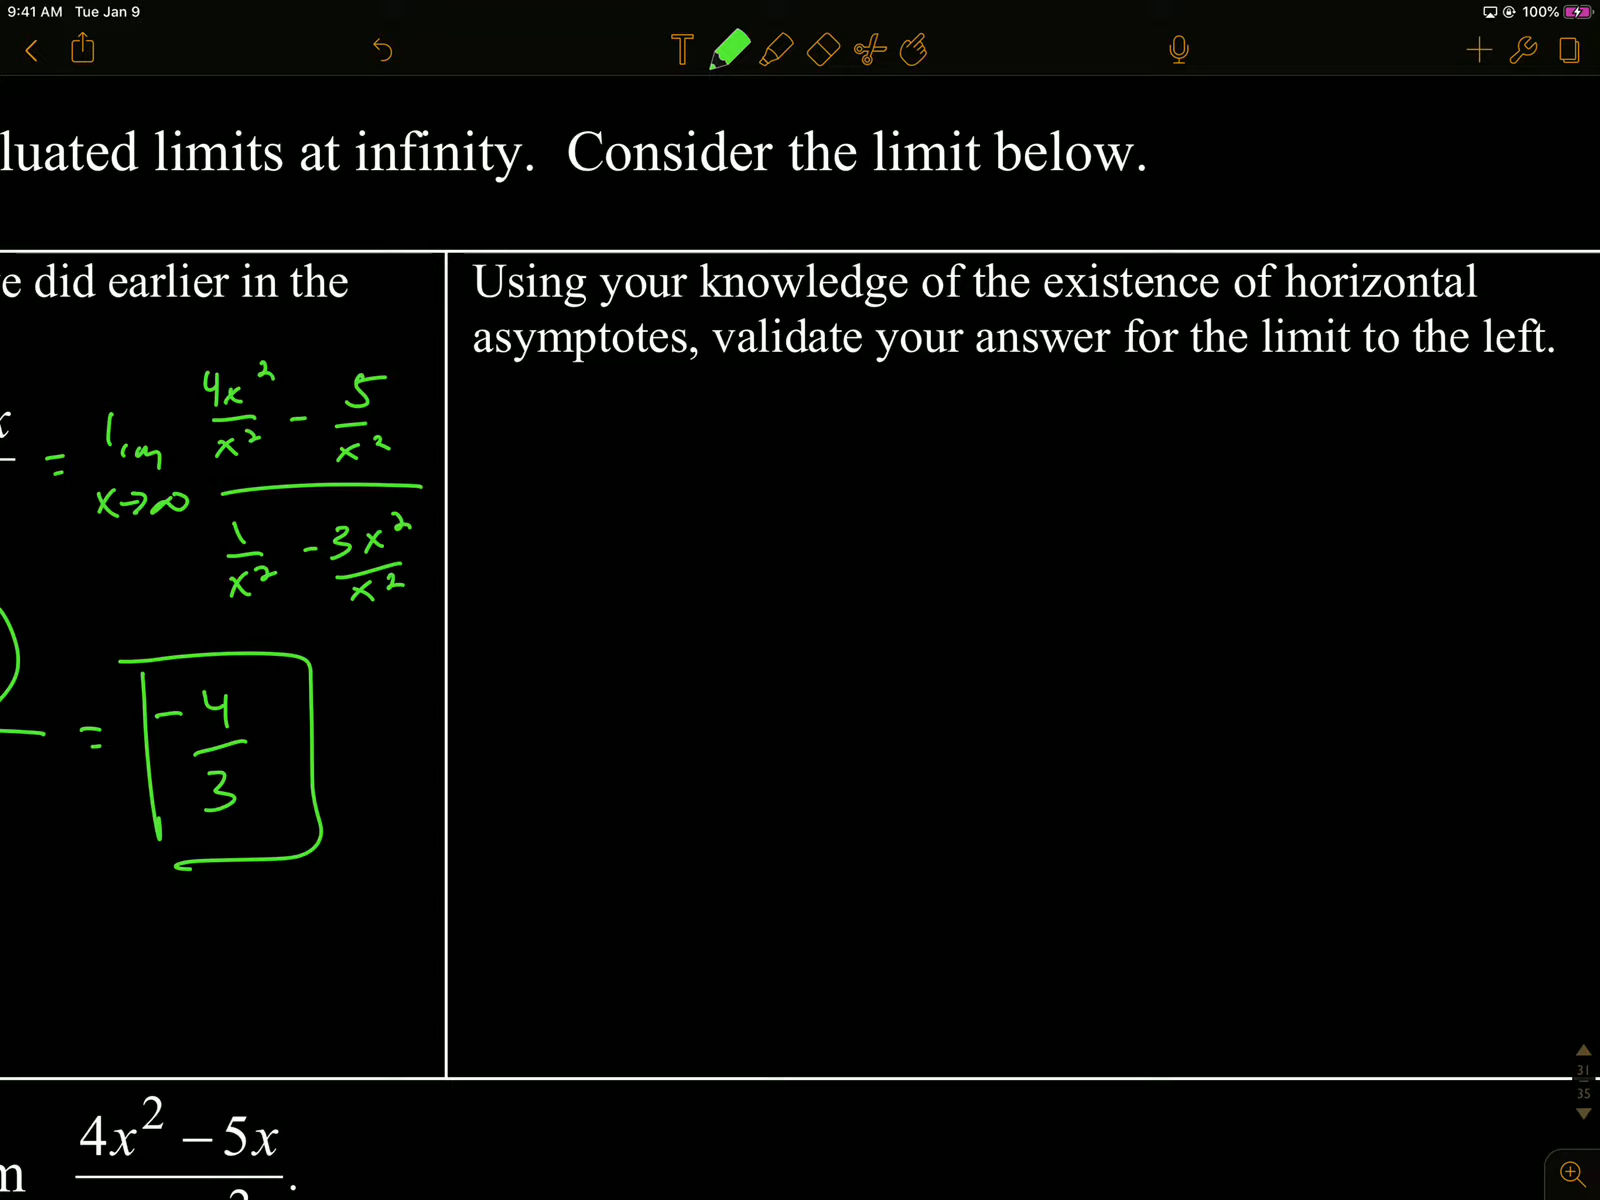 9:41 AM Tue Jan 9 100%
T
luated limits at infinity. Consider the limit below.
e did earlier in the
Using your knowledge of the existence of horizontal
asymptotes, validate your answer for the limit to the left.
= lim x→∞
4x²/x² - 5/x²
1/x² - 3x²/x²
= -4/3
31
35
4x² – 5x
.